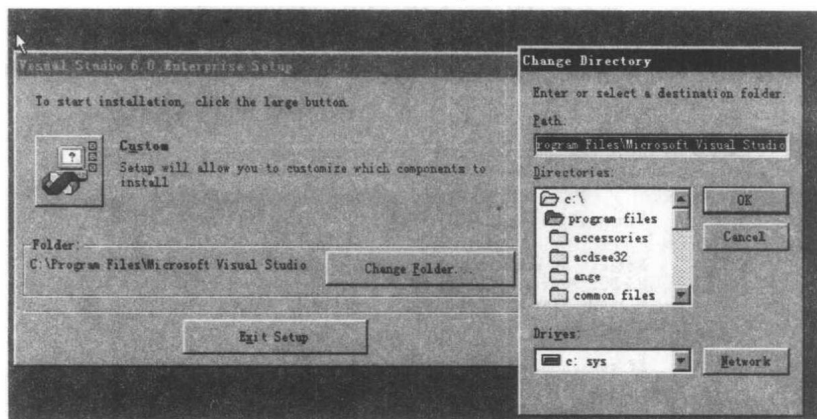 Visual Studio 6.0 Enterprise Setup
To start installation, click the large button.
Custom
Setup will allow you to customize which components to
install
Folder:
C:\Program Files\Microsoft Visual Studio
Change Folder...
Exit Setup
Change Directory
Enter or select a destination folder.
Path:
rogram Files\Microsoft Visual Studio
Directories:
c:\
program files
accessories
acdsee32
ange
common files
OK
Cancel
Drives:
c: sys
Network